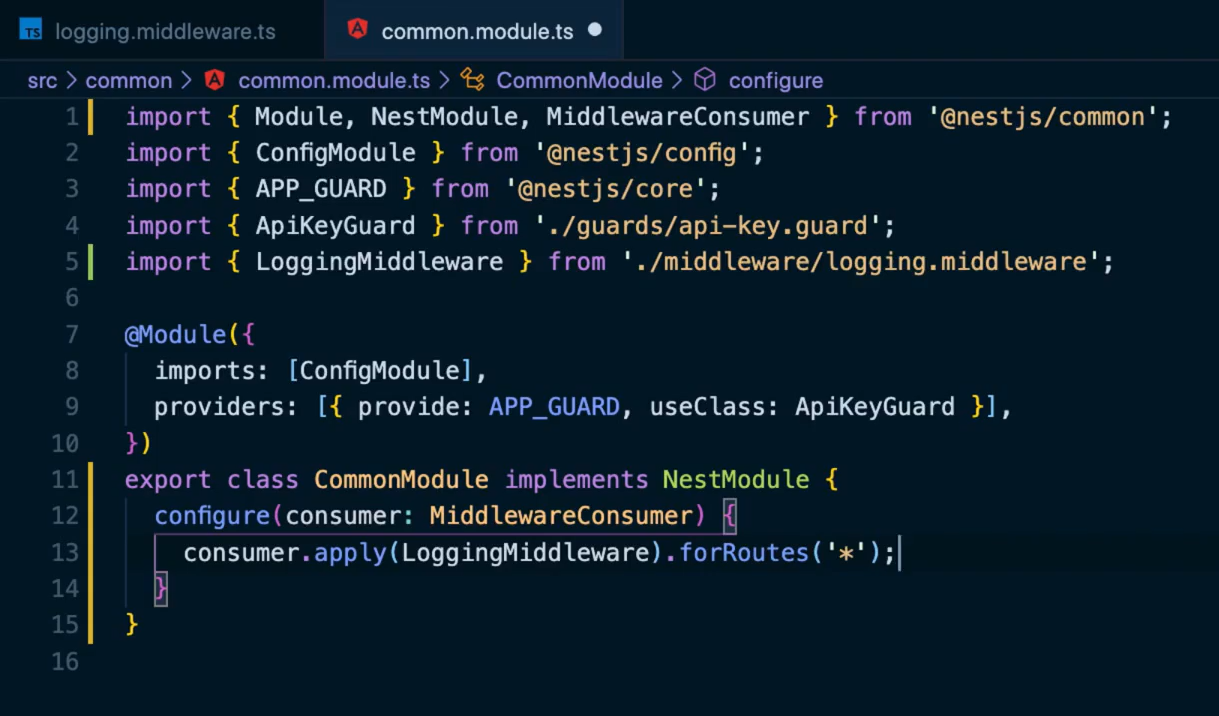 TS logging.middleware.ts common.module.ts
src > common > common.module.ts > CommonModule > configure
1 import { Module, NestModule, MiddlewareConsumer } from '@nestjs/common';
2 import { ConfigModule } from '@nestjs/config';
3 import { APP_GUARD } from '@nestjs/core';
4 import { ApiKeyGuard } from './guards/api-key.guard';
5 import { LoggingMiddleware } from './middleware/logging.middleware';
6
7 @Module({
8   imports: [ConfigModule],
9   providers: [{ provide: APP_GUARD, useClass: ApiKeyGuard }],
10 })
11 export class CommonModule implements NestModule {
12   configure(consumer: MiddlewareConsumer) {
13     consumer.apply(LoggingMiddleware).forRoutes('*');
14   }
15 }
16